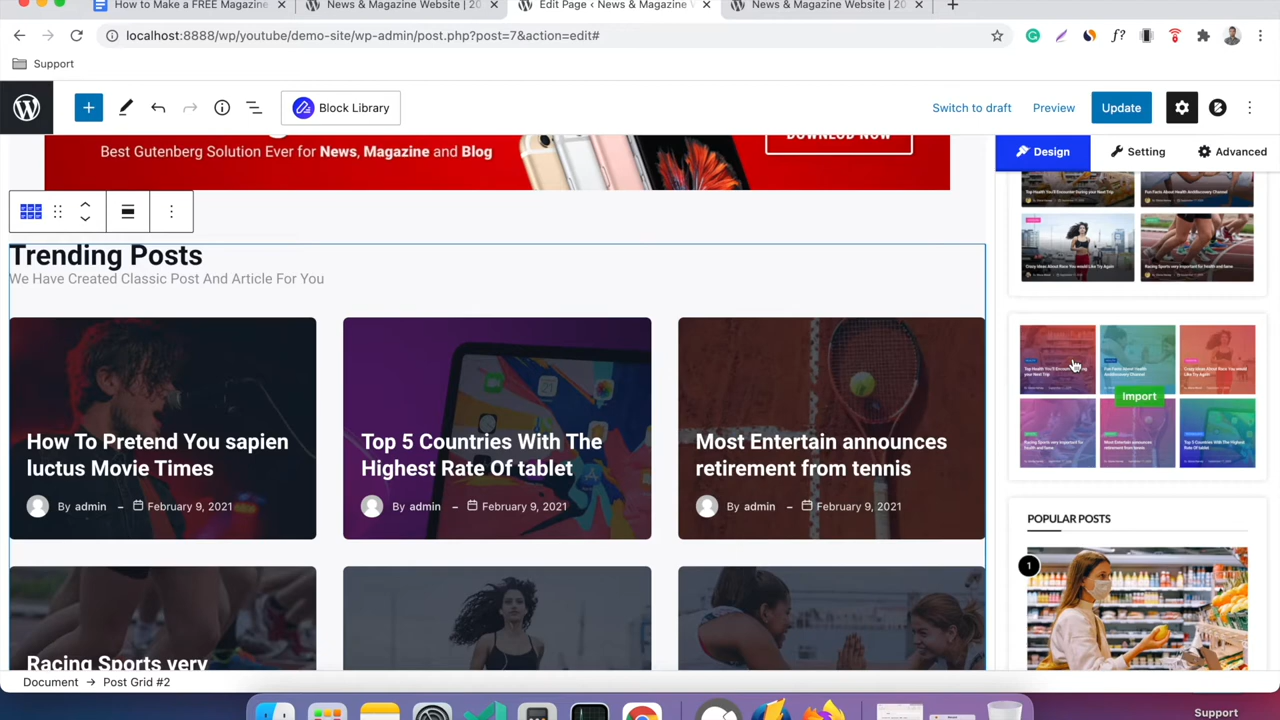 How to Make a FREE Magazine
News & Magazine Website | 20
Edit Page ‹ News & Magazine
News & Magazine Website | 20
localhost:8888/wp/youtube/demo-site/wp-admin/post.php?post=7&action=edit#
Support
Block Library
Switch to draft
Preview
Update
DOWNLOAD NOW
Best Gutenberg Solution Ever for News, Magazine and Blog
Design
Setting
Advanced
Trending Posts
We Have Created Classic Post And Article For You
How To Pretend You sapien
luctus Movie Times
By admin – February 9, 2021
Top 5 Countries With The
Highest Rate Of tablet
By admin – February 9, 2021
Most Entertain announces
retirement from tennis
By admin – February 9, 2021
Racing Sports very
Import
POPULAR POSTS
1
Document → Post Grid #2
Support